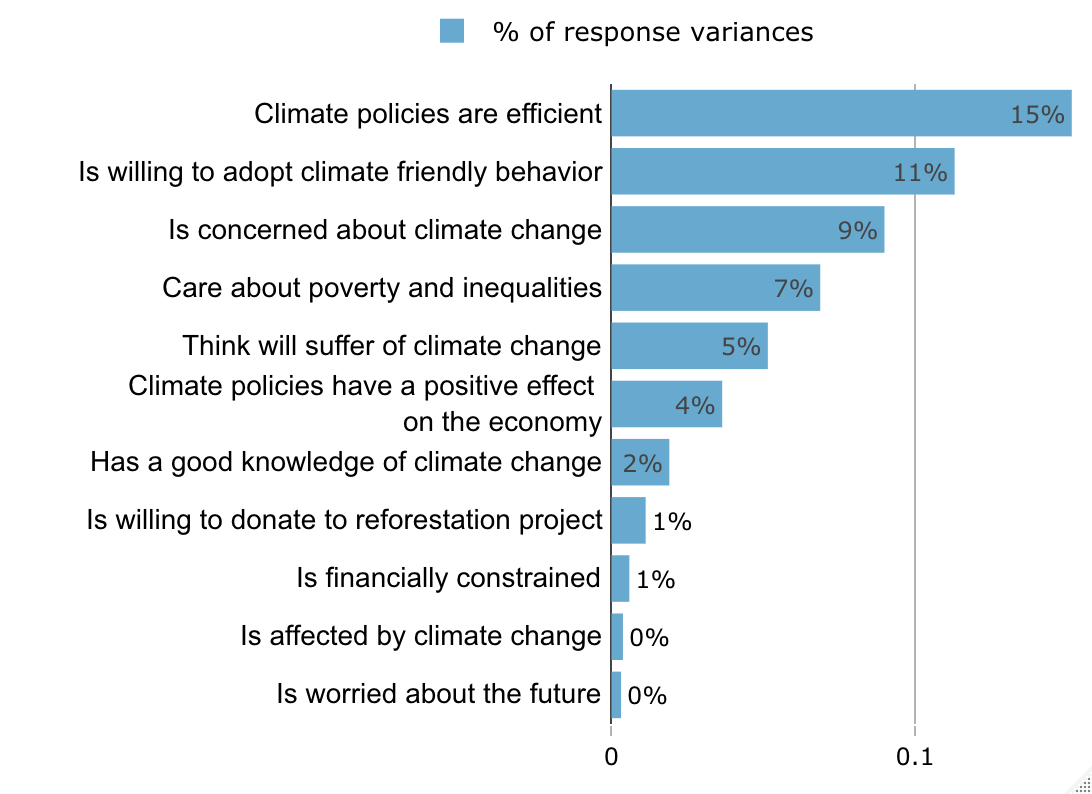 % of response variances
Climate policies are efficient 15%
Is willing to adopt climate friendly behavior 11%
Is concerned about climate change 9%
Care about poverty and inequalities 7%
Think will suffer of climate change 5%
Climate policies have a positive effect
on the economy 4%
Has a good knowledge of climate change 2%
Is willing to donate to reforestation project 1%
Is financially constrained 1%
Is affected by climate change 0%
Is worried about the future 0%
0 0.1